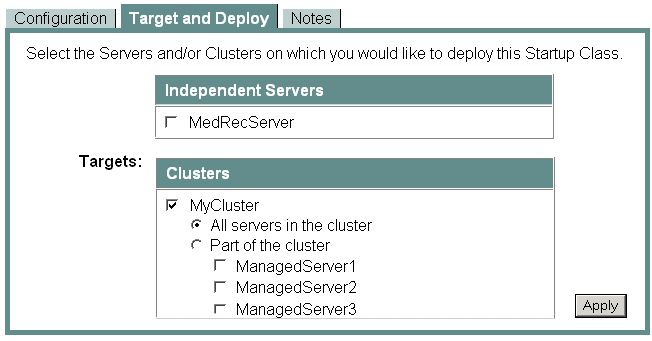 Configuration Target and Deploy Notes
Select the Servers and/or Clusters on which you would like to deploy this Startup Class.
Independent Servers
MedRecServer
Targets:
Clusters
MyCluster
All servers in the cluster
Part of the cluster
ManagedServer1
ManagedServer2
ManagedServer3
Apply